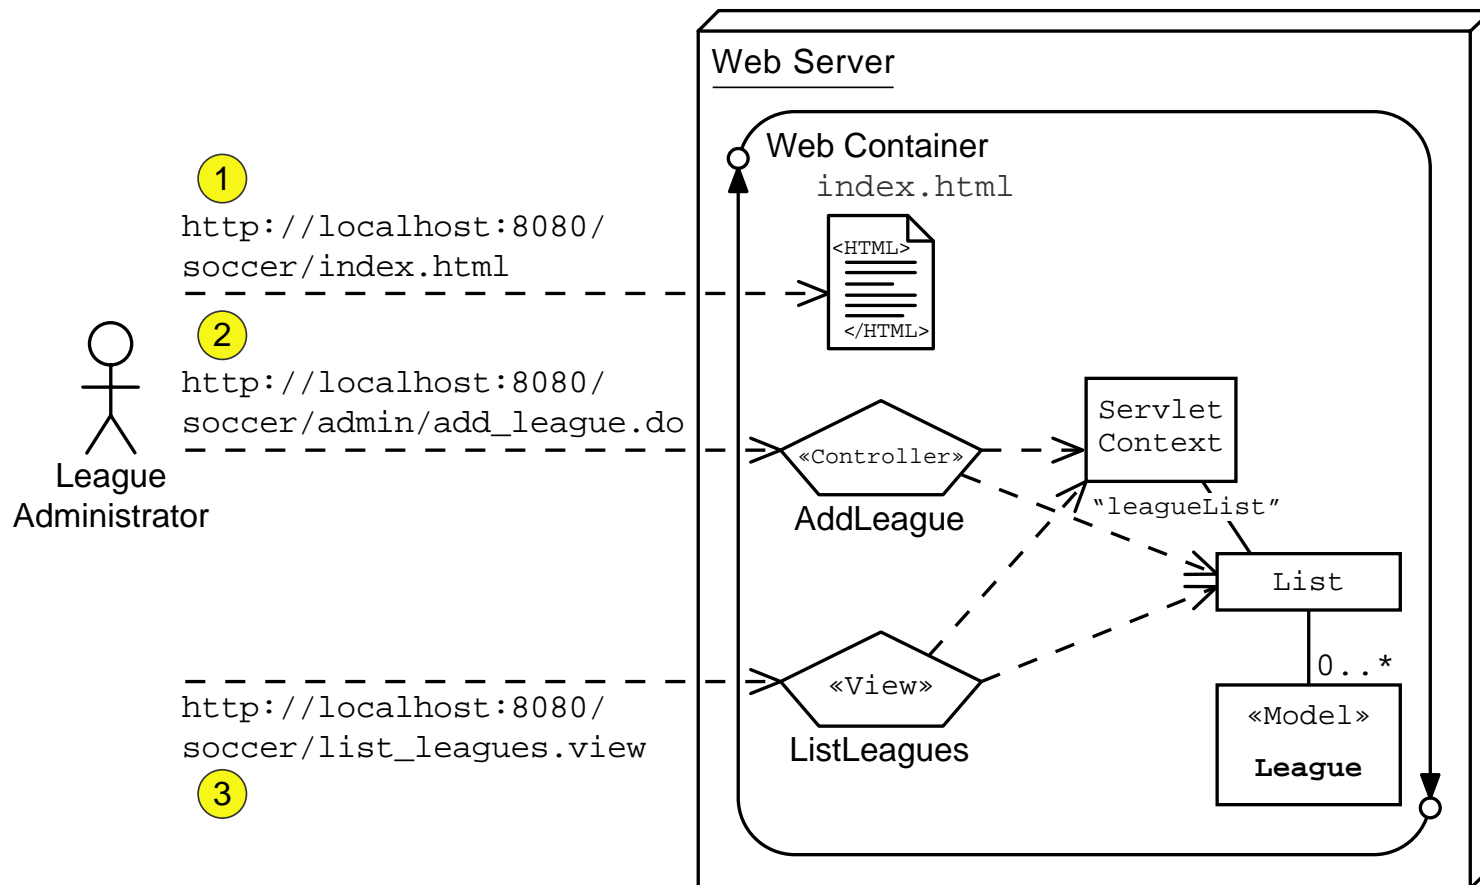 Web Server
Web Container
index.html
<HTML>
</HTML>
1
http://localhost:8080/
soccer/index.html
2
http://localhost:8080/
soccer/admin/add_league.do
League
Administrator
«Controller»
AddLeague
Servlet
Context
“leagueList”
List
0..*
«Model»
League
«View»
ListLeagues
http://localhost:8080/
soccer/list_leagues.view
3